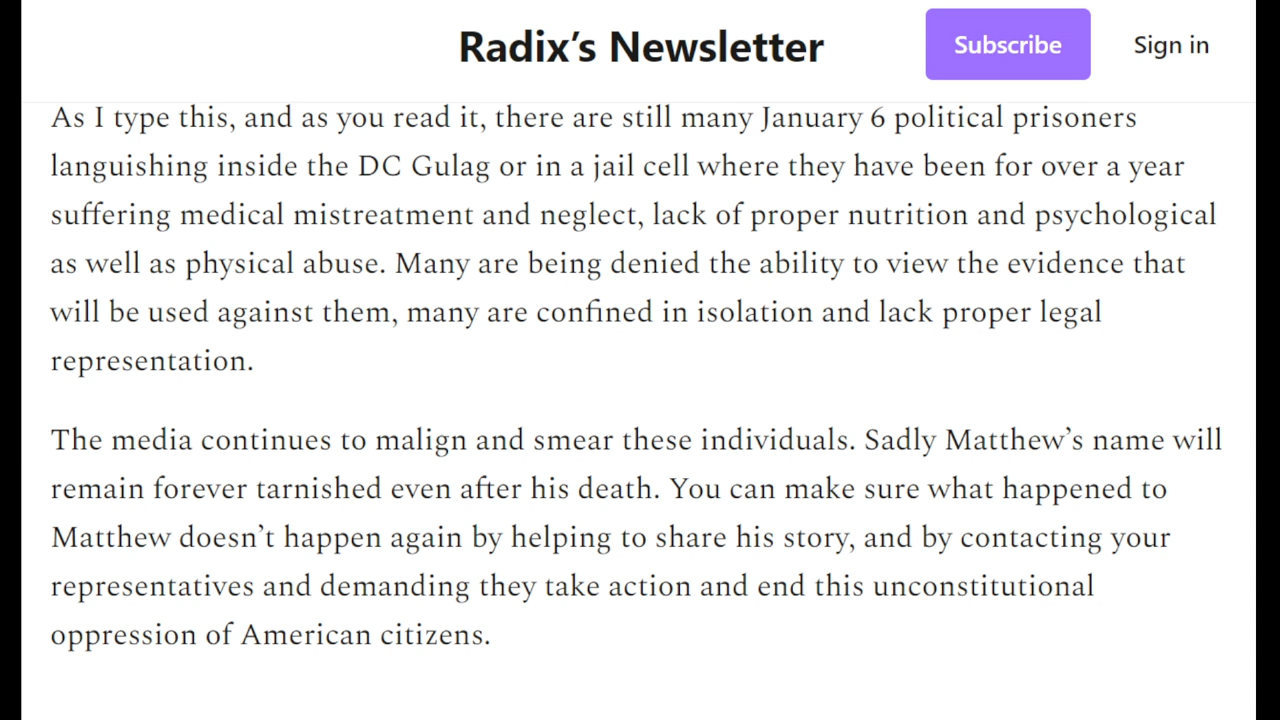 Radix’s Newsletter
Subscribe
Sign in
As I type this, and as you read it, there are still many January 6 political prisoners
languishing inside the DC Gulag or in a jail cell where they have been for over a year
suffering medical mistreatment and neglect, lack of proper nutrition and psychological
as well as physical abuse. Many are being denied the ability to view the evidence that
will be used against them, many are confined in isolation and lack proper legal
representation.
The media continues to malign and smear these individuals. Sadly Matthew’s name will
remain forever tarnished even after his death. You can make sure what happened to
Matthew doesn’t happen again by helping to share his story, and by contacting your
representatives and demanding they take action and end this unconstitutional
oppression of American citizens.